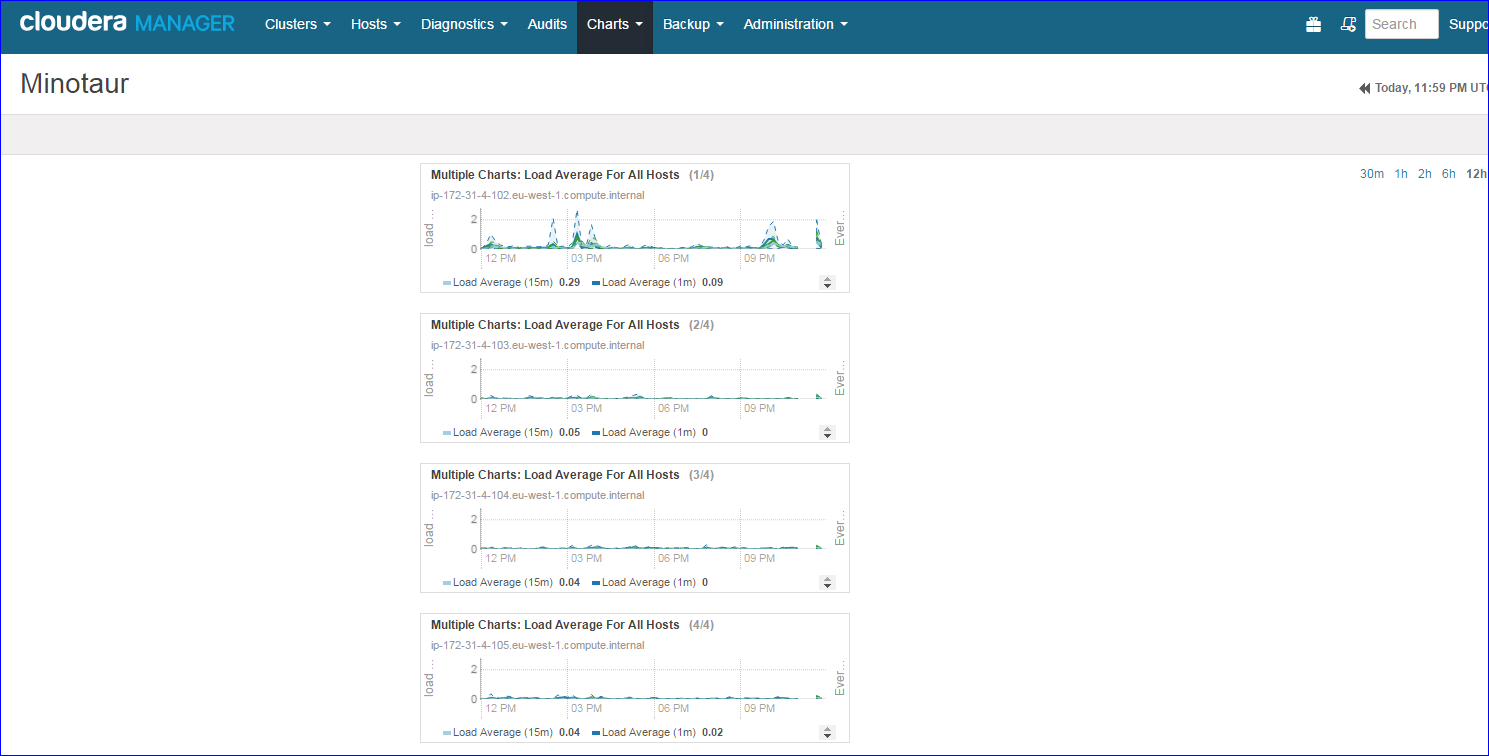 cloudera MANAGER Clusters Hosts Diagnostics Audits Charts Backup Administration Search Suppo
Minotaur
Today, 11:59 PM UTC
30m 1h 2h 6h 12h
Multiple Charts: Load Average For All Hosts (1/4)
ip-172-31-4-102.eu-west-1.compute.internal
load ...
2
0
12 PM 03 PM 06 PM 09 PM
Ever...
Load Average (15m) 0.29 Load Average (1m) 0.09
Multiple Charts: Load Average For All Hosts (2/4)
ip-172-31-4-103.eu-west-1.compute.internal
load ...
2
0
12 PM 03 PM 06 PM 09 PM
Ever...
Load Average (15m) 0.05 Load Average (1m) 0
Multiple Charts: Load Average For All Hosts (3/4)
ip-172-31-4-104.eu-west-1.compute.internal
load ...
2
0
12 PM 03 PM 06 PM 09 PM
Ever...
Load Average (15m) 0.04 Load Average (1m) 0
Multiple Charts: Load Average For All Hosts (4/4)
ip-172-31-4-105.eu-west-1.compute.internal
load ...
2
0
12 PM 03 PM 06 PM 09 PM
Ever...
Load Average (15m) 0.04 Load Average (1m) 0.02